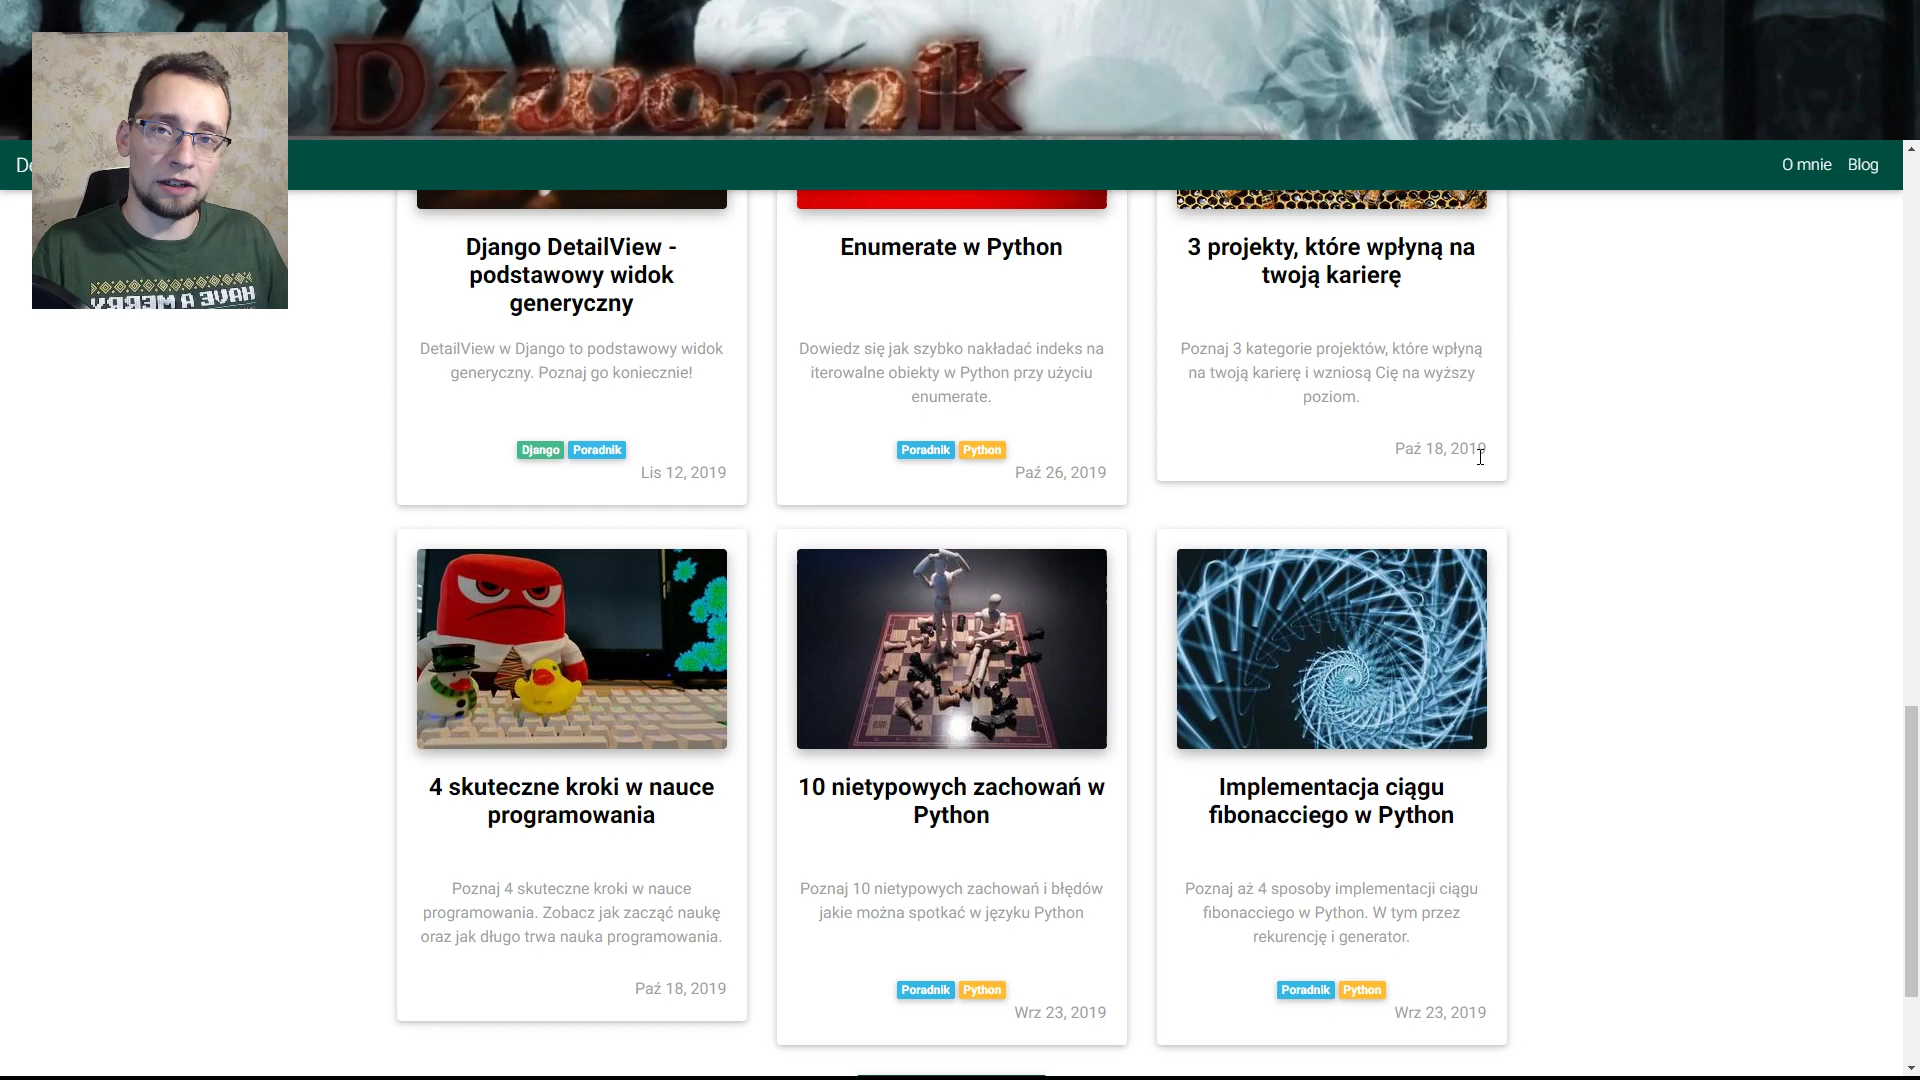 Dzwonnik
De
O mnie
Blog
HAVE A MERRY
Django DetailView -
podstawowy widok
generyczny
DetailView w Django to podstawowy widok
generyczny. Poznaj go koniecznie!
Django Poradnik
Lis 12, 2019
Enumerate w Python
Dowiedz się jak szybko nakładać indeks na
iterowalne obiekty w Python przy użyciu
enumerate.
Poradnik Python
Paź 26, 2019
3 projekty, które wpłyną na
twoją karierę
Poznaj 3 kategorie projektów, które wpłyną
na twoją karierę i wzniosą Cię na wyższy
poziom.
Paź 18, 2019
4 skuteczne kroki w nauce
programowania
Poznaj 4 skuteczne kroki w nauce
programowania. Zobacz jak zacząć naukę
oraz jak długo trwa nauka programowania.
Paź 18, 2019
10 nietypowych zachowań w
Python
Poznaj 10 nietypowych zachowań i błędów
jakie można spotkać w języku Python
Poradnik Python
Wrz 23, 2019
Implementacja ciągu
fibonacciego w Python
Poznaj aż 4 sposoby implementacji ciągu
fibonacciego w Python. W tym przez
rekurencję i generator.
Poradnik Python
Wrz 23, 2019